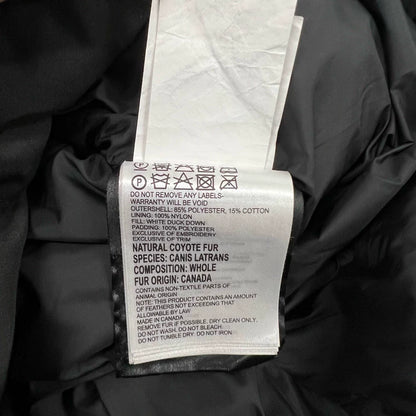 DO NOT REMOVE ANY LABELS-
WARRANTY WILL BE VOID
OUTERSHELL: 85% POLYESTER, 15% COTTON
LINING: 100% NYLON
FILL: WHITE DUCK DOWN
PADDING: 100% POLYESTER
EXCLUSIVE OF EMBROIDERY
EXCLUSIVE OF TRIM
NATURAL COYOTE FUR
SPECIES: CANIS LATRANS
COMPOSITION: WHOLE
FUR ORIGIN: CANADA
CONTAINS NON-TEXTILE PARTS OF
ANIMAL ORIGIN
NOTE: THIS PRODUCT MAY CONTAIN AN AMOUNT
OF FEATHERS NOT EXCEEDING THAT
ALLOWABLE BY LAW
MADE IN CANADA
REMOVE FUR IF POSSIBLE. DRY CLEAN ONLY.
DO NOT WASH. DO NOT BLEACH.
DO NOT TUMBLE DRY. DO NOT IRON.